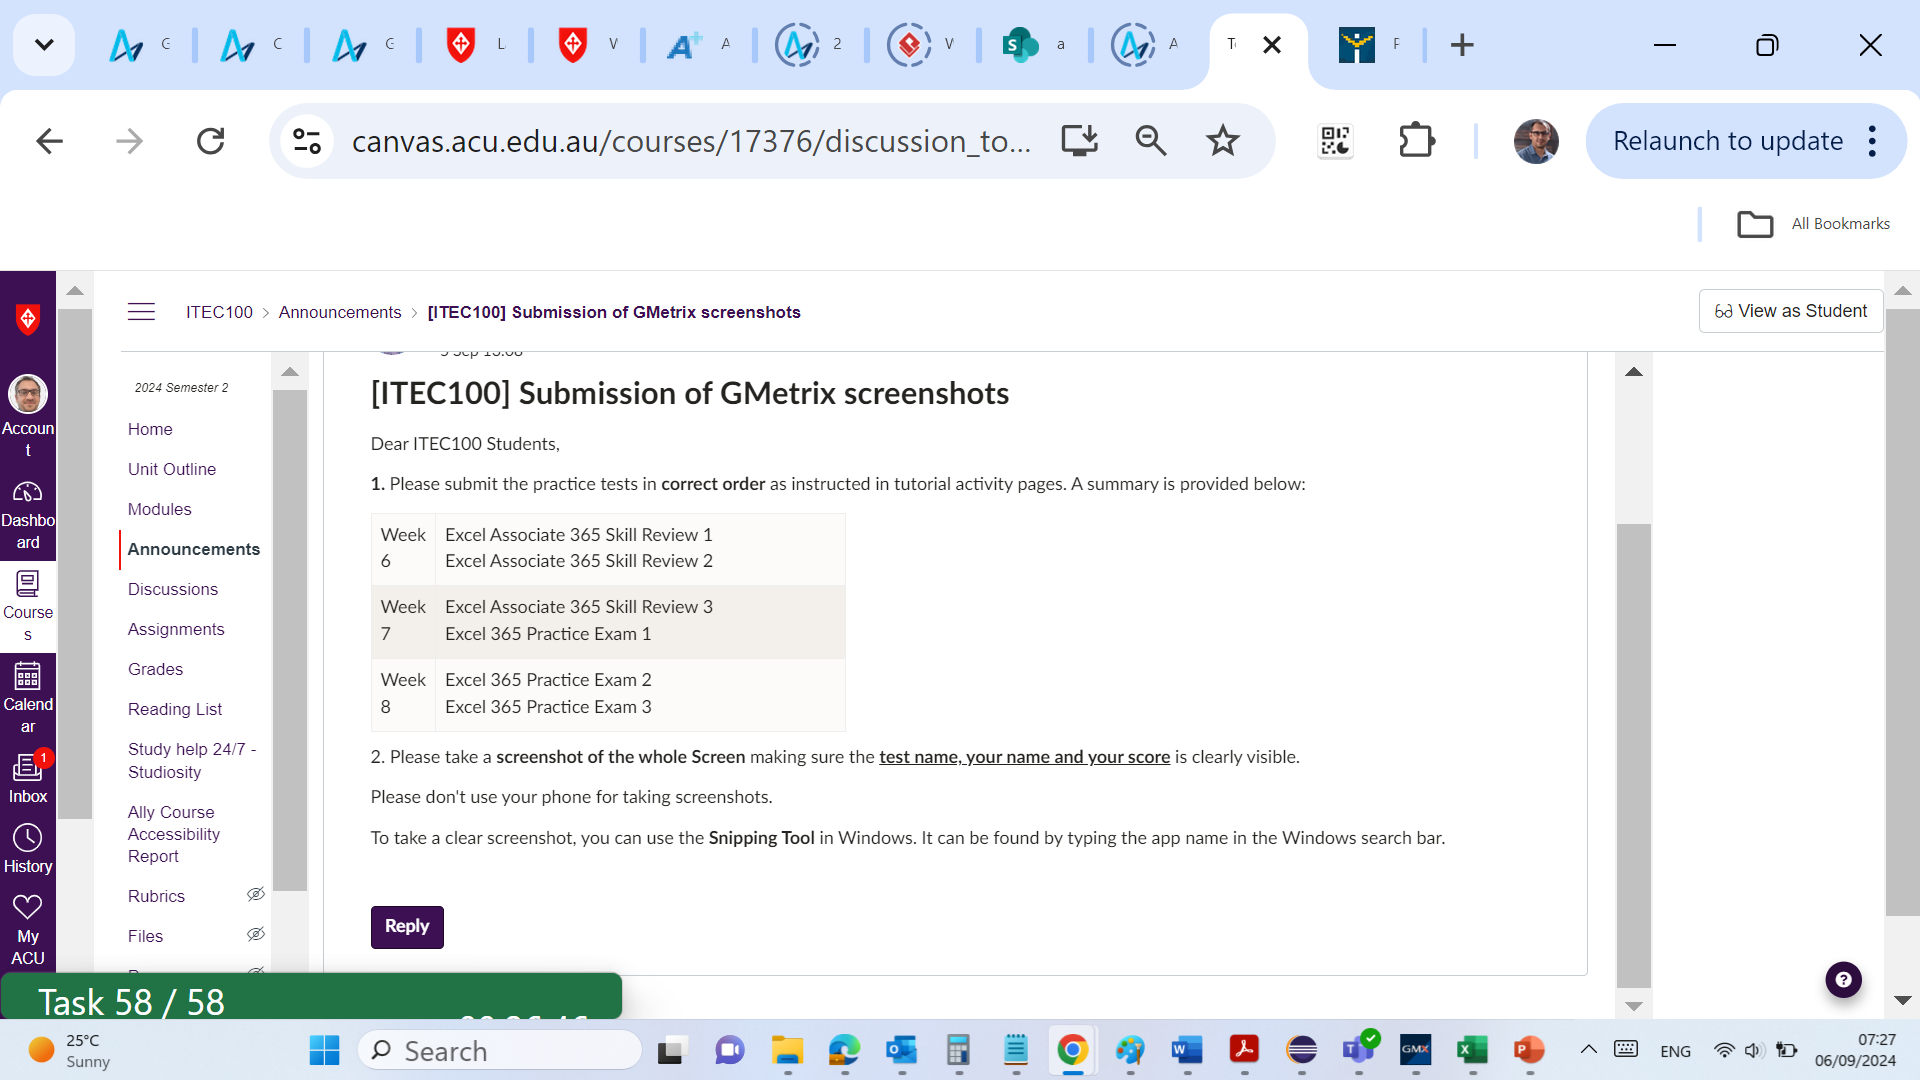 G
C
G
L
V
A
2
V
a
A
T
F
canvas.acu.edu.au/courses/17376/discussion_to...
Relaunch to update
All Bookmarks
ITEC100 > Announcements > [ITEC100] Submission of GMetrix screenshots
View as Student
Account
Dashboard
Courses
Calendar
1
Inbox
History
My ACU
2024 Semester 2
Home
Unit Outline
Modules
Announcements
Discussions
Assignments
Grades
Reading List
Study help 24/7 -
Studiosity
Ally Course
Accessibility
Report
Rubrics
Files
[ITEC100] Submission of GMetrix screenshots
Dear ITEC100 Students,
1. Please submit the practice tests in correct order as instructed in tutorial activity pages. A summary is provided below:
Week 6
Excel Associate 365 Skill Review 1
Excel Associate 365 Skill Review 2
Week 7
Excel Associate 365 Skill Review 3
Excel 365 Practice Exam 1
Week 8
Excel 365 Practice Exam 2
Excel 365 Practice Exam 3
2. Please take a screenshot of the whole Screen making sure the test name, your name and your score is clearly visible.
Please don't use your phone for taking screenshots.
To take a clear screenshot, you can use the Snipping Tool in Windows. It can be found by typing the app name in the Windows search bar.
Reply
Task 58 / 58
25°C
Sunny
Search
GMX
ENG
07:27
06/09/2024